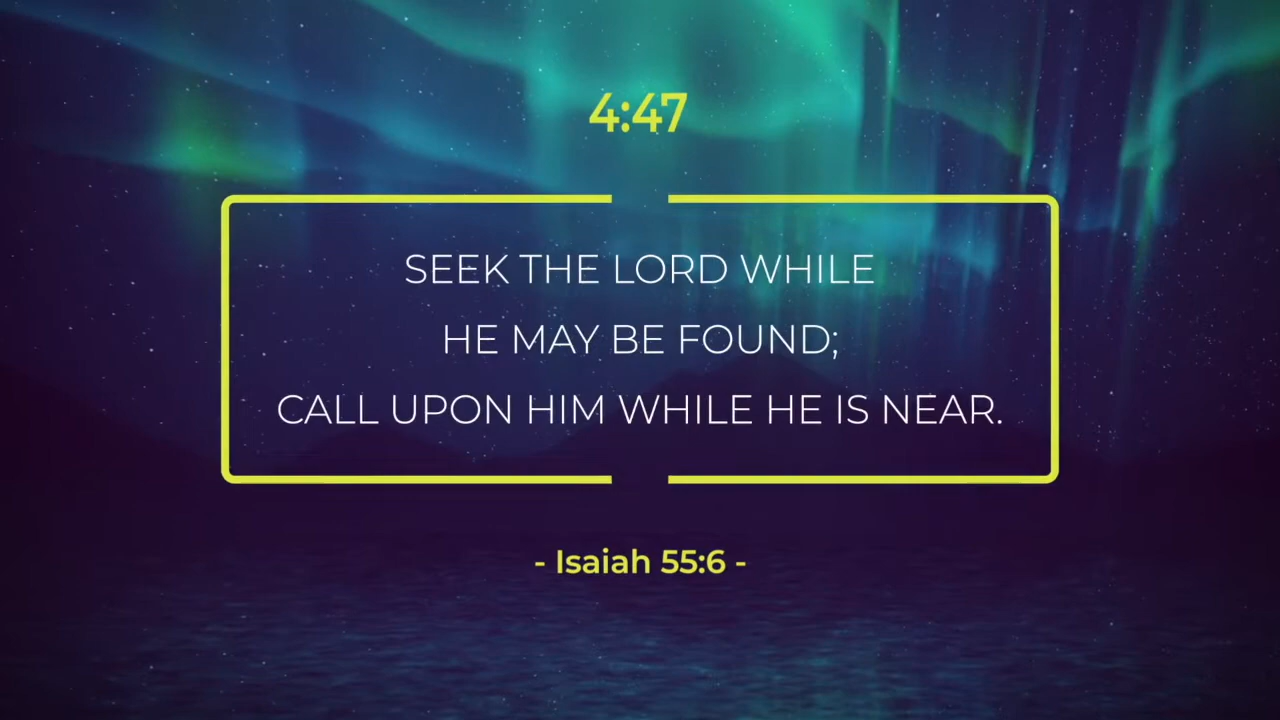 4:47
SEEK THE LORD WHILE
HE MAY BE FOUND;
CALL UPON HIM WHILE HE IS NEAR.
- Isaiah 55:6 -